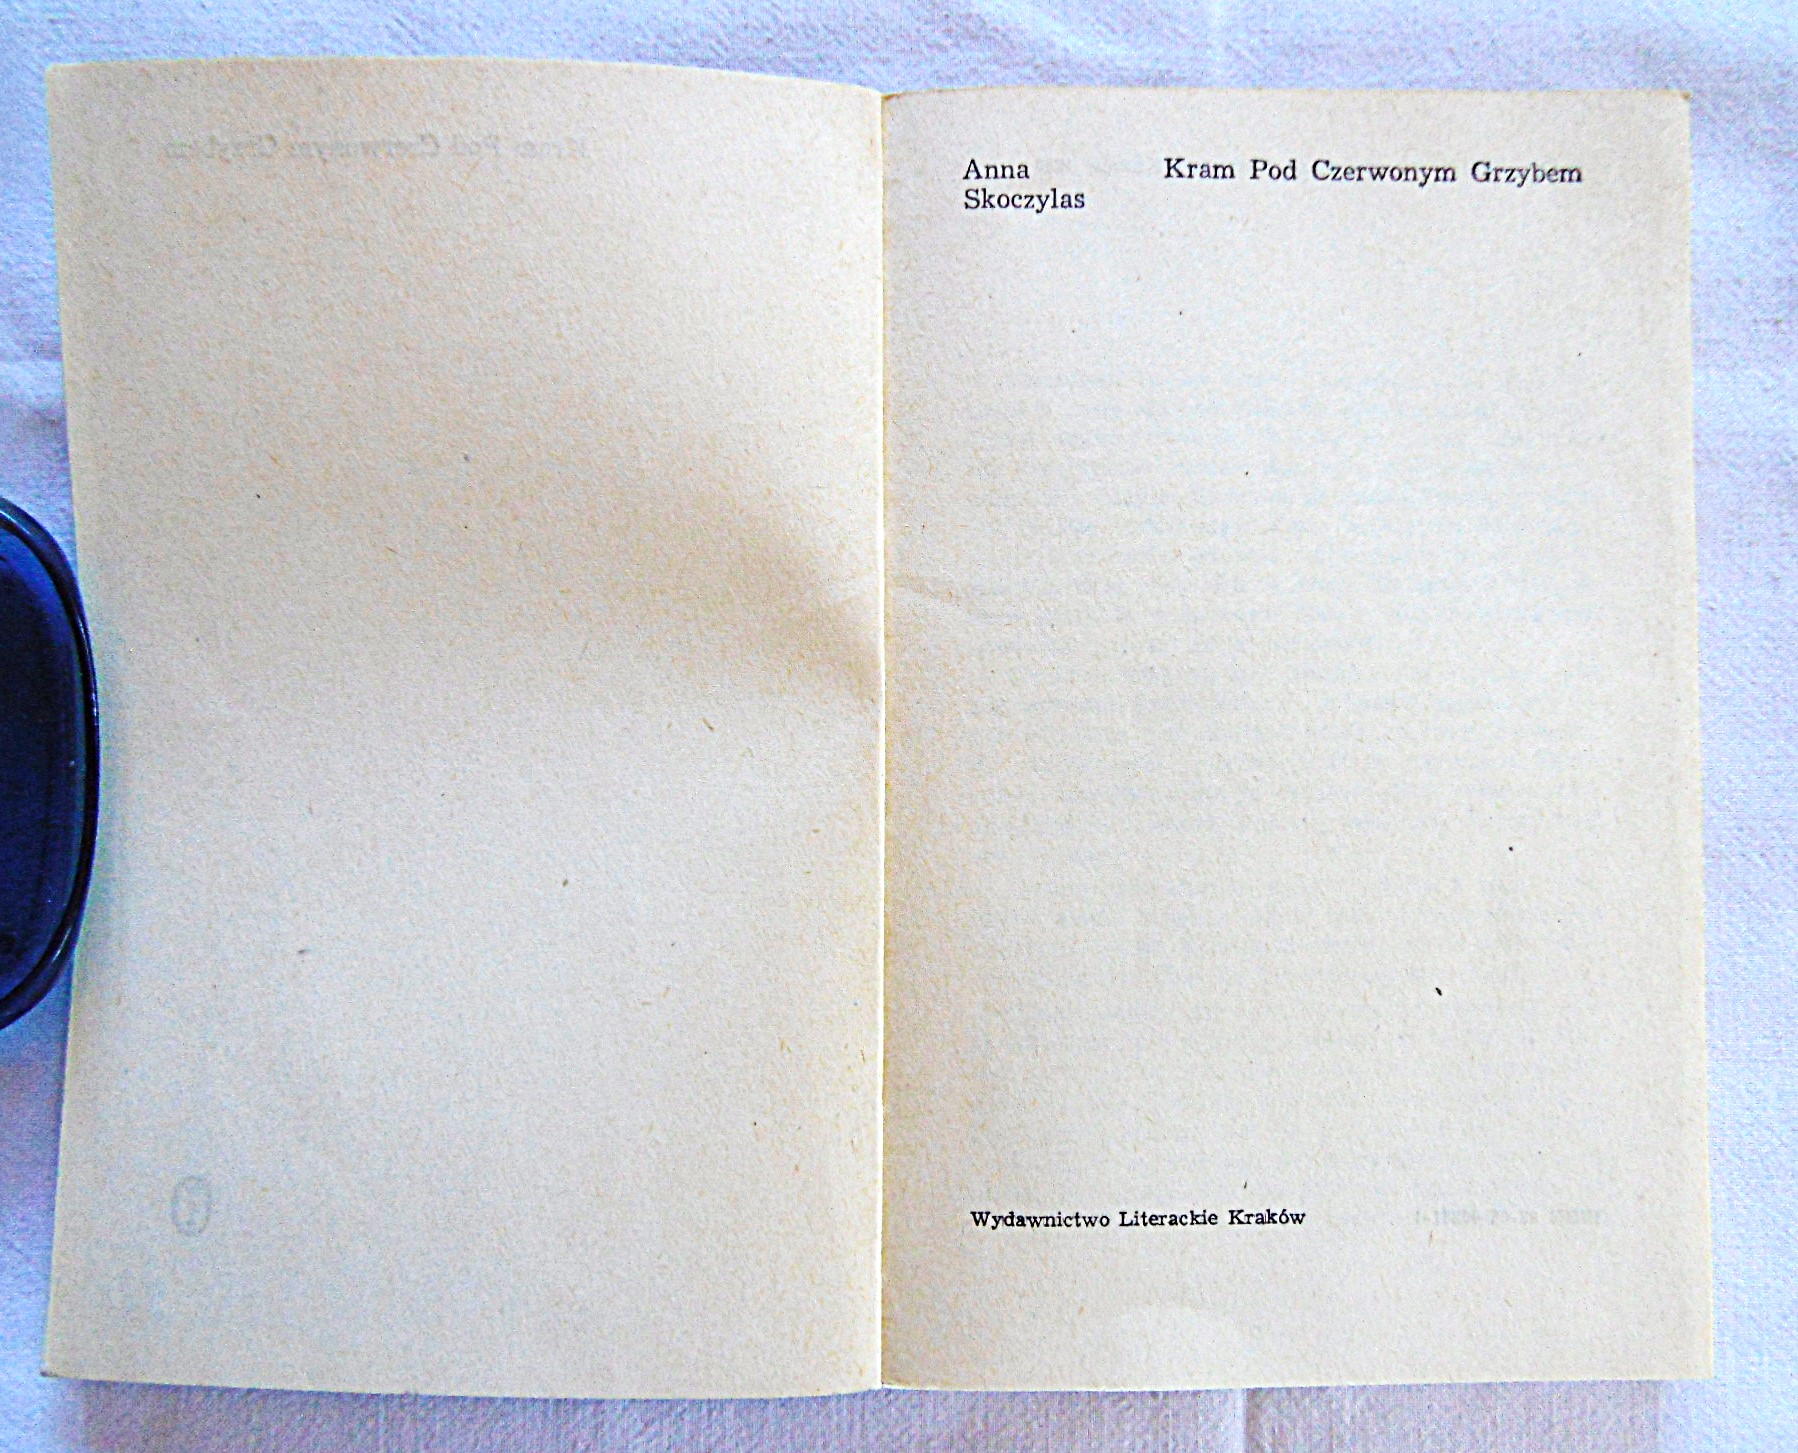 Anna
Skoczylas
Kram Pod Czerwonym Grzybem
Wydawnictwo Literackie Kraków